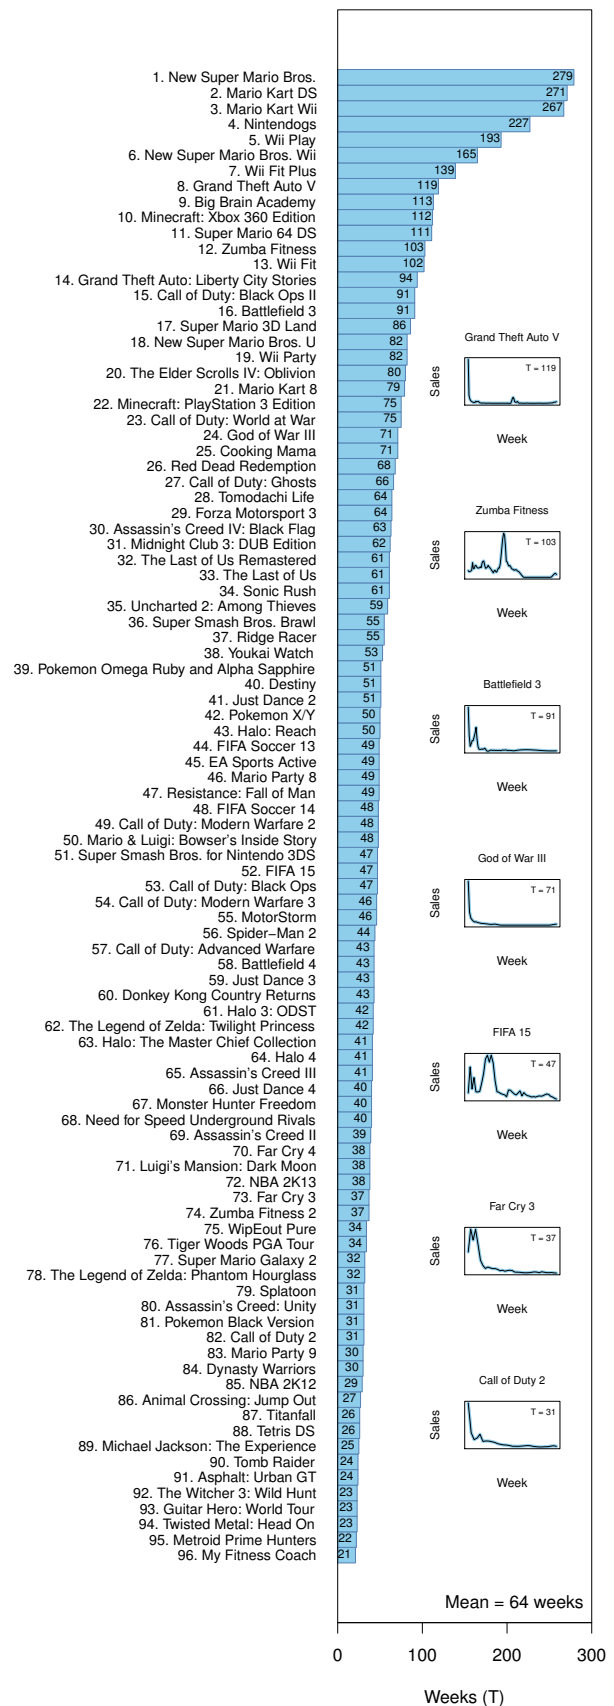 1. New Super Mario Bros. 279
2. Mario Kart DS 271
3. Mario Kart Wii 267
4. Nintendogs 227
5. Wii Play 193
6. New Super Mario Bros. Wii 165
7. Wii Fit Plus 139
8. Grand Theft Auto V 119
9. Big Brain Academy 113
10. Minecraft: Xbox 360 Edition 112
11. Super Mario 64 DS 111
12. Zumba Fitness 103
13. Wii Fit 102
14. Grand Theft Auto: Liberty City Stories 94
15. Call of Duty: Black Ops II 91
16. Battlefield 3 91
17. Super Mario 3D Land 86
18. New Super Mario Bros. U 82
19. Wii Party 82
20. The Elder Scrolls IV: Oblivion 80
21. Mario Kart 8 79
22. Minecraft: PlayStation 3 Edition 75
23. Call of Duty: World at War 75
24. God of War III 71
25. Cooking Mama 71
26. Red Dead Redemption 68
27. Call of Duty: Ghosts 66
28. Tomodachi Life 64
29. Forza Motorsport 3 64
30. Assassin's Creed IV: Black Flag 63
31. Midnight Club 3: DUB Edition 62
32. The Last of Us Remastered 61
33. The Last of Us 61
34. Sonic Rush 61
35. Uncharted 2: Among Thieves 59
36. Super Smash Bros. Brawl 55
37. Ridge Racer 55
38. Youkai Watch 53
39. Pokemon Omega Ruby and Alpha Sapphire 51
40. Destiny 51
41. Just Dance 2 51
42. Pokemon X/Y 50
43. Halo: Reach 50
44. FIFA Soccer 13 49
45. EA Sports Active 49
46. Mario Party 8 49
47. Resistance: Fall of Man 49
48. FIFA Soccer 14 48
49. Call of Duty: Modern Warfare 2 48
50. Mario & Luigi: Bowser's Inside Story 48
51. Super Smash Bros. for Nintendo 3DS 47
52. FIFA 15 47
53. Call of Duty: Black Ops 47
54. Call of Duty: Modern Warfare 3 46
55. MotorStorm 46
56. Spider−Man 2 44
57. Call of Duty: Advanced Warfare 43
58. Battlefield 4 43
59. Just Dance 3 43
60. Donkey Kong Country Returns 43
61. Halo 3: ODST 42
62. The Legend of Zelda: Twilight Princess 42
63. Halo: The Master Chief Collection 41
64. Halo 4 41
65. Assassin's Creed III 41
66. Just Dance 4 40
67. Monster Hunter Freedom 40
68. Need for Speed Underground Rivals 40
69. Assassin's Creed II 39
70. Far Cry 4 38
71. Luigi's Mansion: Dark Moon 38
72. NBA 2K13 38
73. Far Cry 3 37
74. Zumba Fitness 2 37
75. WipEout Pure 34
76. Tiger Woods PGA Tour 34
77. Super Mario Galaxy 2 32
78. The Legend of Zelda: Phantom Hourglass 32
79. Splatoon 31
80. Assassin's Creed: Unity 31
81. Pokemon Black Version 31
82. Call of Duty 2 31
83. Mario Party 9 30
84. Dynasty Warriors 30
85. NBA 2K12 29
86. Animal Crossing: Jump Out 27
87. Titanfall 26
88. Tetris DS 26
89. Michael Jackson: The Experience 25
90. Tomb Raider 24
91. Asphalt: Urban GT 24
92. The Witcher 3: Wild Hunt 23
93. Guitar Hero: World Tour 23
94. Twisted Metal: Head On 23
95. Metroid Prime Hunters 22
96. My Fitness Coach 21
Grand Theft Auto V
T = 119
Sales
Week
Zumba Fitness
T = 103
Sales
Week
Battlefield 3
T = 91
Sales
Week
God of War III
T = 71
Sales
Week
FIFA 15
T = 47
Sales
Week
Far Cry 3
T = 37
Sales
Week
Call of Duty 2
T = 31
Sales
Week
Mean = 64 weeks
0 100 200 300
Weeks (T)